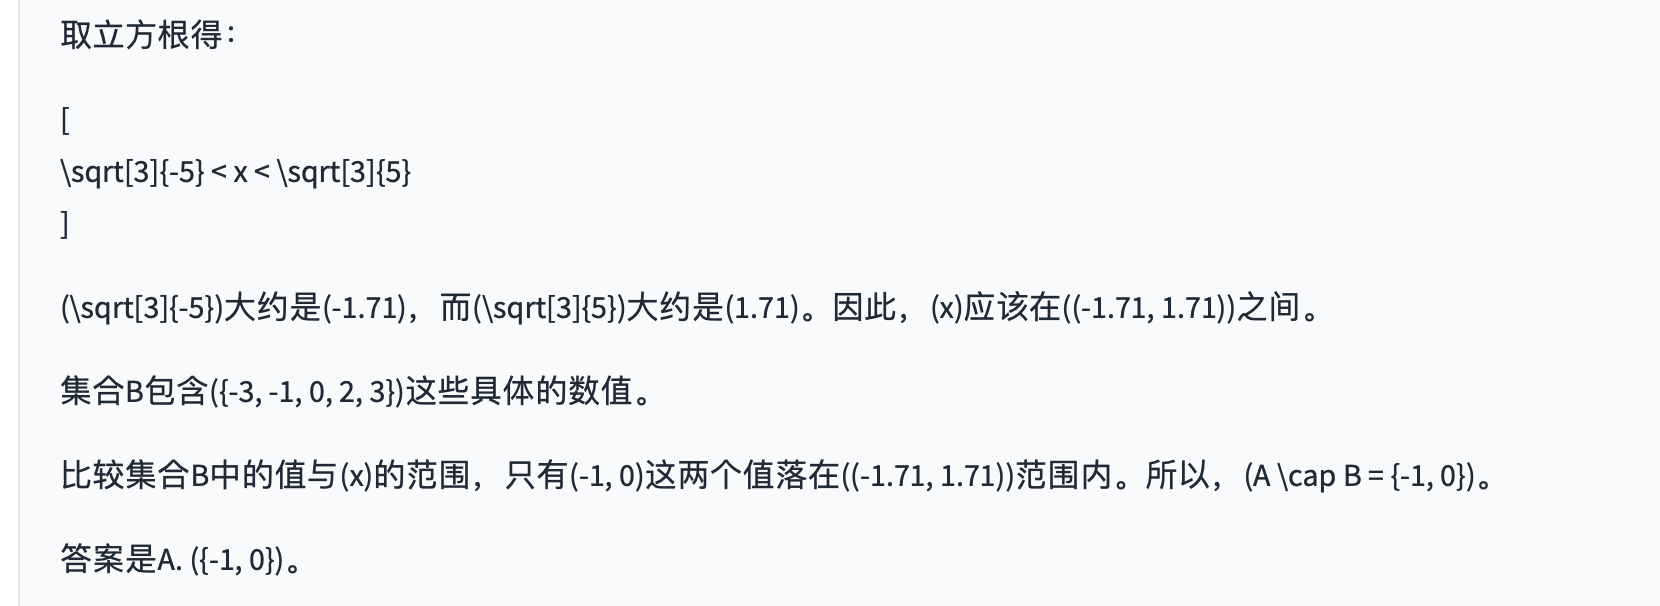 取立方根得：
[
\sqrt[3]{-5} < x < \sqrt[3]{5}
]
(\sqrt[3]{-5})大约是(-1.71)，而(\sqrt[3]{5})大约是(1.71)。因此，(x)应该在((-1.71, 1.71))之间。
集合B包含({-3, -1, 0, 2, 3})这些具体的数值。
比较集合B中的值与(x)的范围，只有(-1, 0)这两个值落在((-1.71, 1.71))范围内。所以，(A \cap B = {-1, 0})。
答案是A. ({-1, 0})。